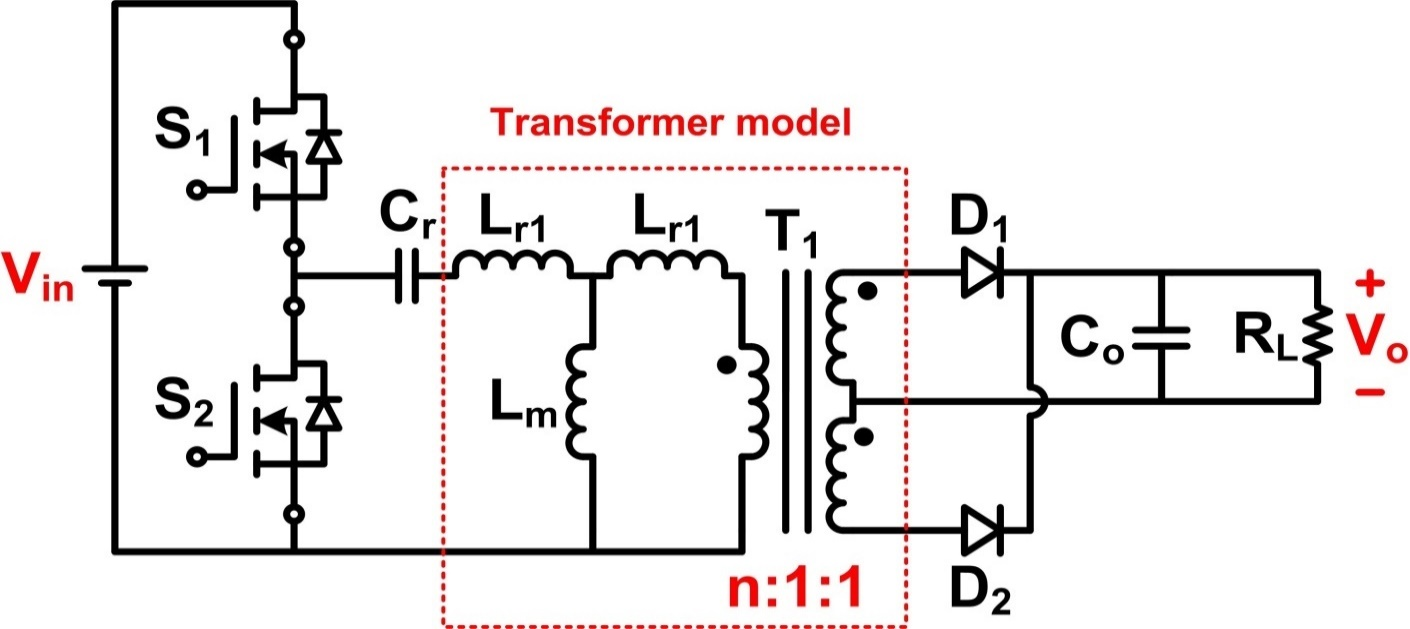 Transformer model
S1
Cr
Lr1
Lr1
T1
D1
Vin
+
Co
RL
Vo
Lm
−
S2
n:1:1
D2